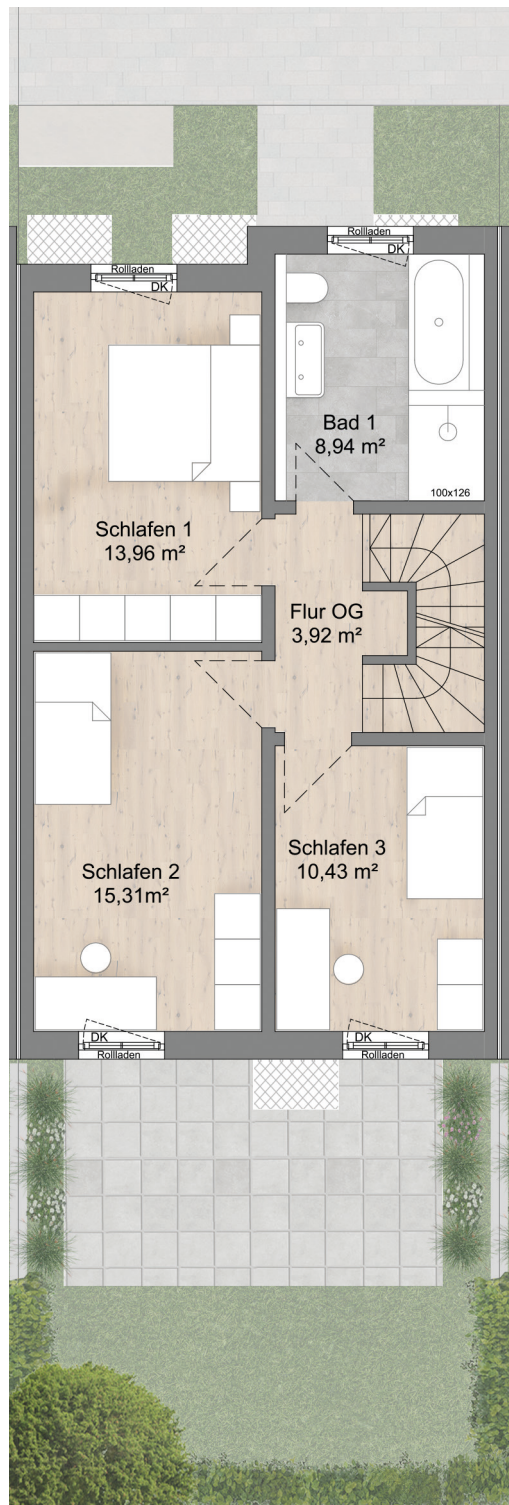 Rollladen
DK
Rollladen
DK
Bad 1
8,94 m²
100x126
Schlafen 1
13,96 m²
Flur OG
3,92 m²
Schlafen 2
15,31m²
Schlafen 3
10,43 m²
DK
Rollladen
DK
Rollladen